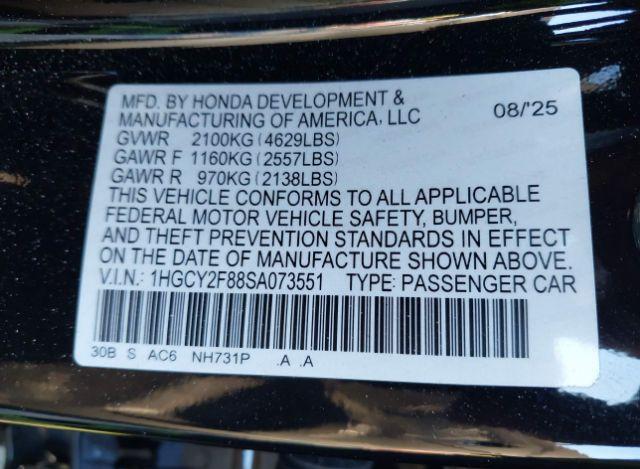 MFD. BY HONDA DEVELOPMENT & 08/'25
MANUFACTURING OF AMERICA, LLC
GVWR 2100KG (4629LBS)
GAWR F 1160KG (2557LBS)
GAWR R 970KG (2138LBS)
THIS VEHICLE CONFORMS TO ALL APPLICABLE
FEDERAL MOTOR VEHICLE SAFETY, BUMPER,
AND THEFT PREVENTION STANDARDS IN EFFECT
ON THE DATE OF MANUFACTURE SHOWN ABOVE.
V.I.N.: 1HGCY2F88SA073551 TYPE: PASSENGER CAR
30B S AC6 NH731P .A .A